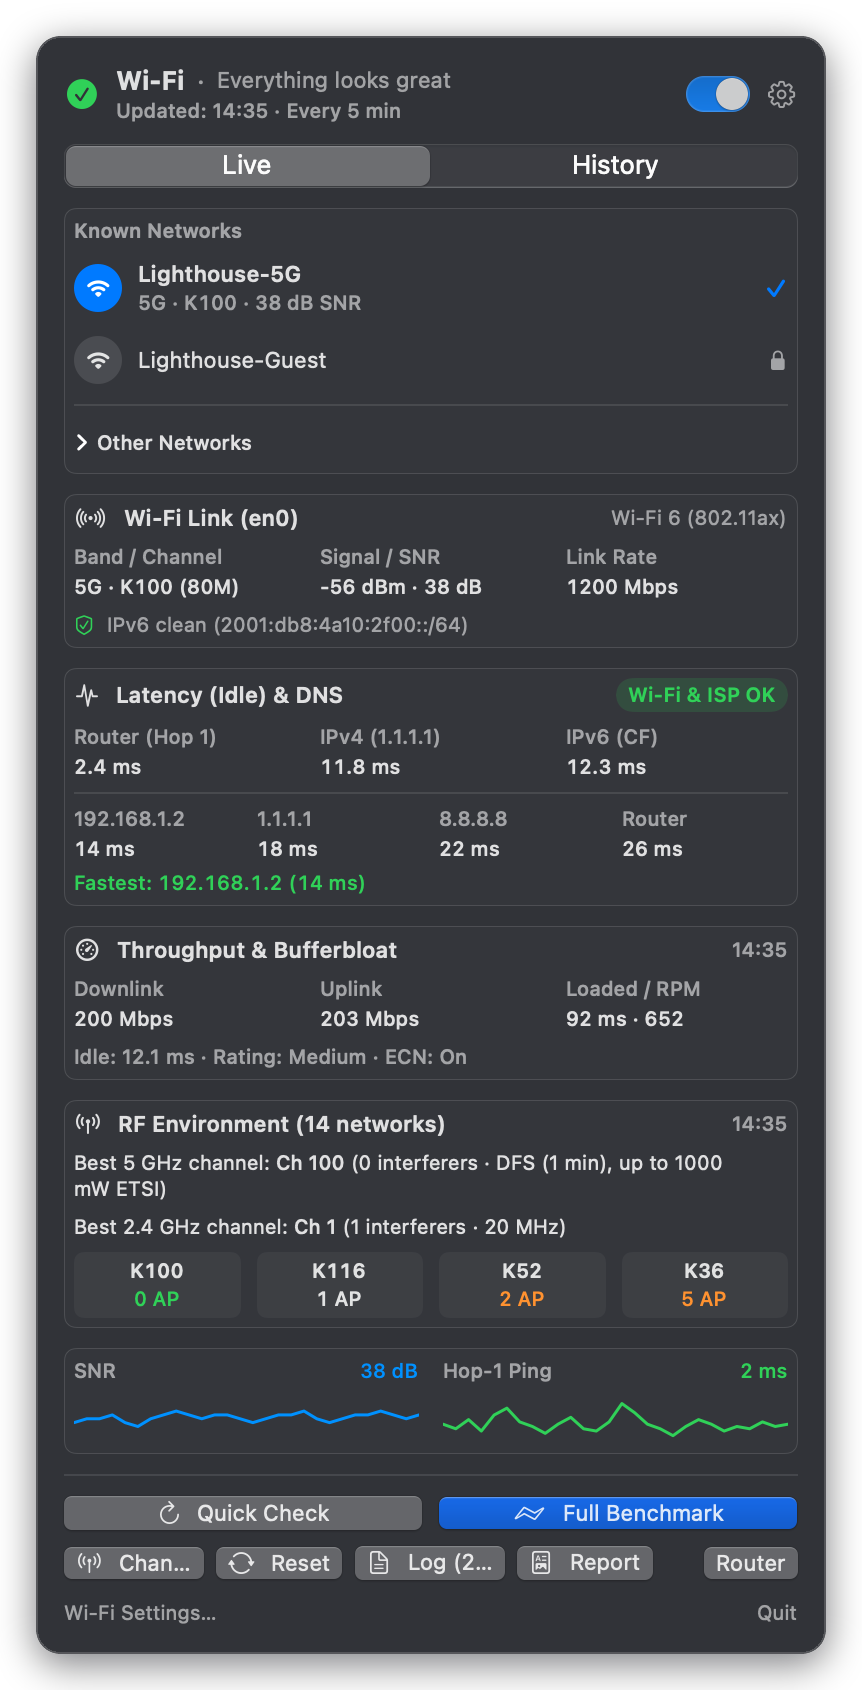 Wi-Fi · Everything looks great
Updated: 14:35 · Every 5 min
Live
History
Known Networks
Lighthouse-5G
5G · K100 · 38 dB SNR
Lighthouse-Guest
Other Networks
Wi-Fi Link (en0)
Wi-Fi 6 (802.11ax)
Band / Channel
Signal / SNR
Link Rate
5G · K100 (80M)
-56 dBm · 38 dB
1200 Mbps
IPv6 clean (2001:db8:4a10:2f00::/64)
Latency (Idle) & DNS
Wi-Fi & ISP OK
Router (Hop 1)
IPv4 (1.1.1.1)
IPv6 (CF)
2.4 ms
11.8 ms
12.3 ms
192.168.1.2
1.1.1.1
8.8.8.8
Router
14 ms
18 ms
22 ms
26 ms
Fastest: 192.168.1.2 (14 ms)
Throughput & Bufferbloat
14:35
Downlink
Uplink
Loaded / RPM
200 Mbps
203 Mbps
92 ms · 652
Idle: 12.1 ms · Rating: Medium · ECN: On
RF Environment (14 networks)
14:35
Best 5 GHz channel: Ch 100 (0 interferers · DFS (1 min), up to 1000
mW ETSI)
Best 2.4 GHz channel: Ch 1 (1 interferers · 20 MHz)
K100
K116
K52
K36
0 AP
1 AP
2 AP
5 AP
SNR
38 dB
Hop-1 Ping
2 ms
Quick Check
Full Benchmark
Chan...
Reset
Log (2...
Report
Router
Wi-Fi Settings...
Quit